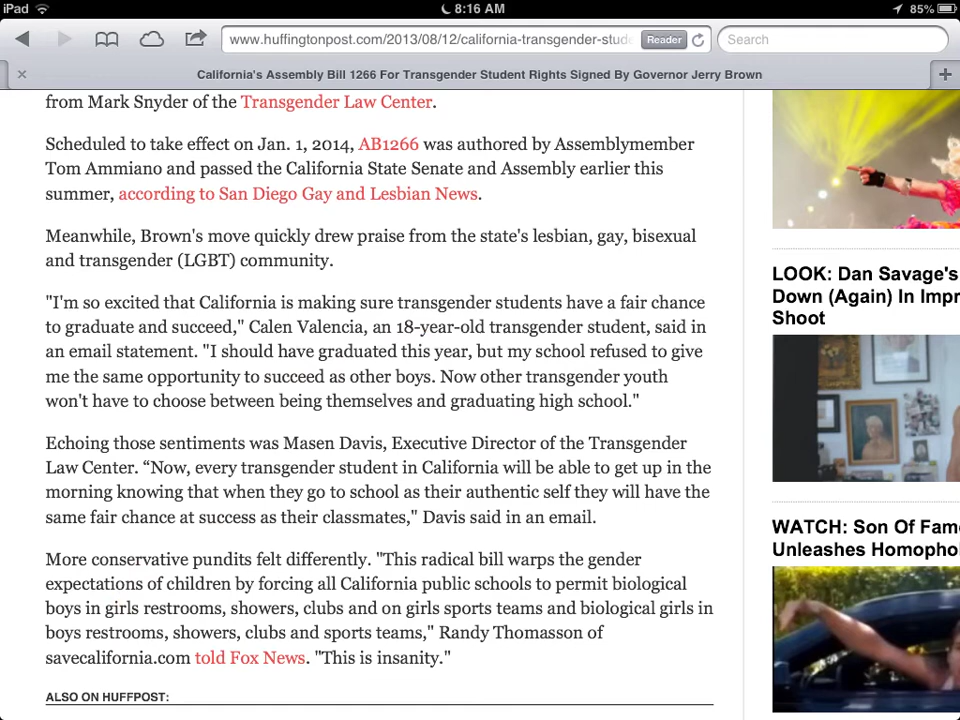 iPad 8:16 AM 85%
www.huffingtonpost.com/2013/08/12/california-transgender-stude Reader Search
California's Assembly Bill 1266 For Transgender Student Rights Signed By Governor Jerry Brown
from Mark Snyder of the Transgender Law Center.
Scheduled to take effect on Jan. 1, 2014, AB1266 was authored by Assemblymember
Tom Ammiano and passed the California State Senate and Assembly earlier this
summer, according to San Diego Gay and Lesbian News.
Meanwhile, Brown's move quickly drew praise from the state's lesbian, gay, bisexual
and transgender (LGBT) community.
"I'm so excited that California is making sure transgender students have a fair chance
to graduate and succeed," Calen Valencia, an 18-year-old transgender student, said in
an email statement. "I should have graduated this year, but my school refused to give
me the same opportunity to succeed as other boys. Now other transgender youth
won't have to choose between being themselves and graduating high school."
Echoing those sentiments was Masen Davis, Executive Director of the Transgender
Law Center. “Now, every transgender student in California will be able to get up in the
morning knowing that when they go to school as their authentic self they will have the
same fair chance at success as their classmates," Davis said in an email.
More conservative pundits felt differently. "This radical bill warps the gender
expectations of children by forcing all California public schools to permit biological
boys in girls restrooms, showers, clubs and on girls sports teams and biological girls in
boys restrooms, showers, clubs and sports teams," Randy Thomasson of
savecalifornia.com told Fox News. "This is insanity."
ALSO ON HUFFPOST:
LOOK: Dan Savage's
Down (Again) In Impr
Shoot
WATCH: Son Of Fam
Unleashes Homopho